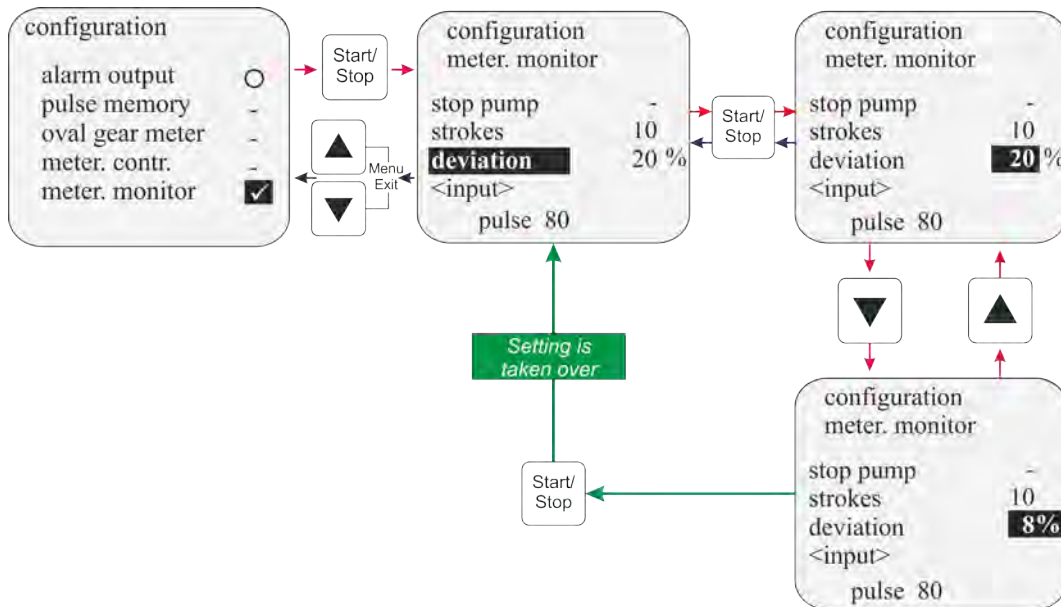 configuration
alarm output
pulse memory -
oval gear meter -
meter. contr. -
meter. monitor ✓
Start/
Stop
Menu
Exit
configuration
meter. monitor
stop pump -
strokes 10
deviation 20 %
<input>
pulse 80
Start/
Stop
configuration
meter. monitor
stop pump -
strokes 10
deviation 20 %
<input>
pulse 80
Setting is
taken over
Start/
Stop
configuration
meter. monitor
stop pump -
strokes 10
deviation 8%
<input>
pulse 80